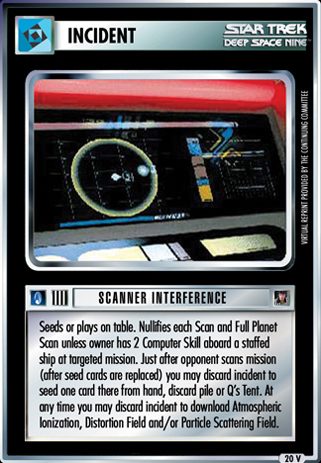 INCIDENT
STAR TREK
DEEP SPACE NINE
VIRTUAL REPRINT PROVIDED BY THE CONTINUING COMMITTEE
SCANNER INTERFERENCE
Seeds or plays on table. Nullifies each Scan and Full Planet
Scan unless owner has 2 Computer Skill aboard a staffed
ship at targeted mission. Just after opponent scans mission
(after seed cards are replaced) you may discard incident to
seed one card there from hand, discard pile or Q's Tent. At
any time you may discard incident to download Atmospheric
Ionization, Distortion Field and/or Particle Scattering Field.
20 V